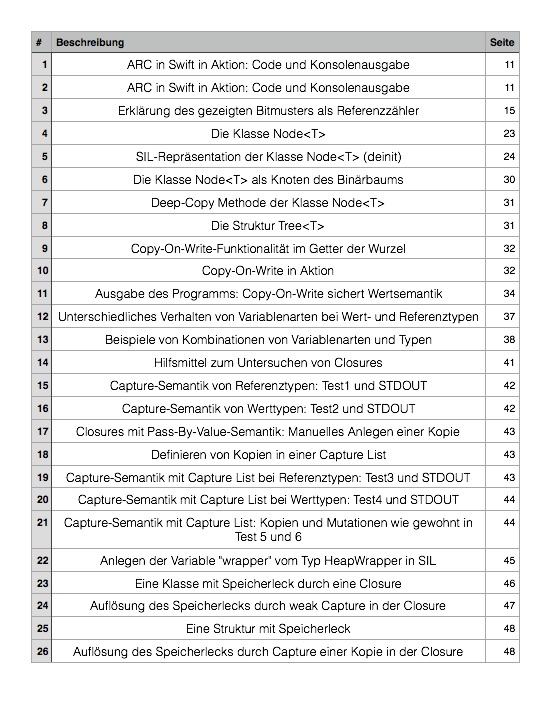 # Beschreibung Seite
1 ARC in Swift in Aktion: Code und Konsolenausgabe 11
2 ARC in Swift in Aktion: Code und Konsolenausgabe 11
3 Erklärung des gezeigten Bitmusters als Referenzzähler 15
4 Die Klasse Node<T> 23
5 SIL-Repräsentation der Klasse Node<T> (deinit) 24
6 Die Klasse Node<T> als Knoten des Binärbaums 30
7 Deep-Copy Methode der Klasse Node<T> 31
8 Die Struktur Tree<T> 31
9 Copy-On-Write-Funktionalität im Getter der Wurzel 32
10 Copy-On-Write in Aktion 32
11 Ausgabe des Programms: Copy-On-Write sichert Wertsemantik 34
12 Unterschiedliches Verhalten von Variablenarten bei Wert- und Referenztypen 37
13 Beispiele von Kombinationen von Variablenarten und Typen 38
14 Hilfsmittel zum Untersuchen von Closures 41
15 Capture-Semantik von Referenztypen: Test1 und STDOUT 42
16 Capture-Semantik von Werttypen: Test2 und STDOUT 42
17 Closures mit Pass-By-Value-Semantik: Manuelles Anlegen einer Kopie 43
18 Definieren von Kopien in einer Capture List 43
19 Capture-Semantik mit Capture List bei Referenztypen: Test3 und STDOUT 43
20 Capture-Semantik mit Capture List bei Werttypen: Test4 und STDOUT 44
21 Capture-Semantik mit Capture List: Kopien und Mutationen wie gewohnt in 44
Test 5 und 6
22 Anlegen der Variable "wrapper" vom Typ HeapWrapper in SIL 45
23 Eine Klasse mit Speicherleck durch eine Closure 46
24 Auflösung des Speicherlecks durch weak Capture in der Closure 47
25 Eine Struktur mit Speicherleck 48
26 Auflösung des Speicherlecks durch Capture einer Kopie in der Closure 48